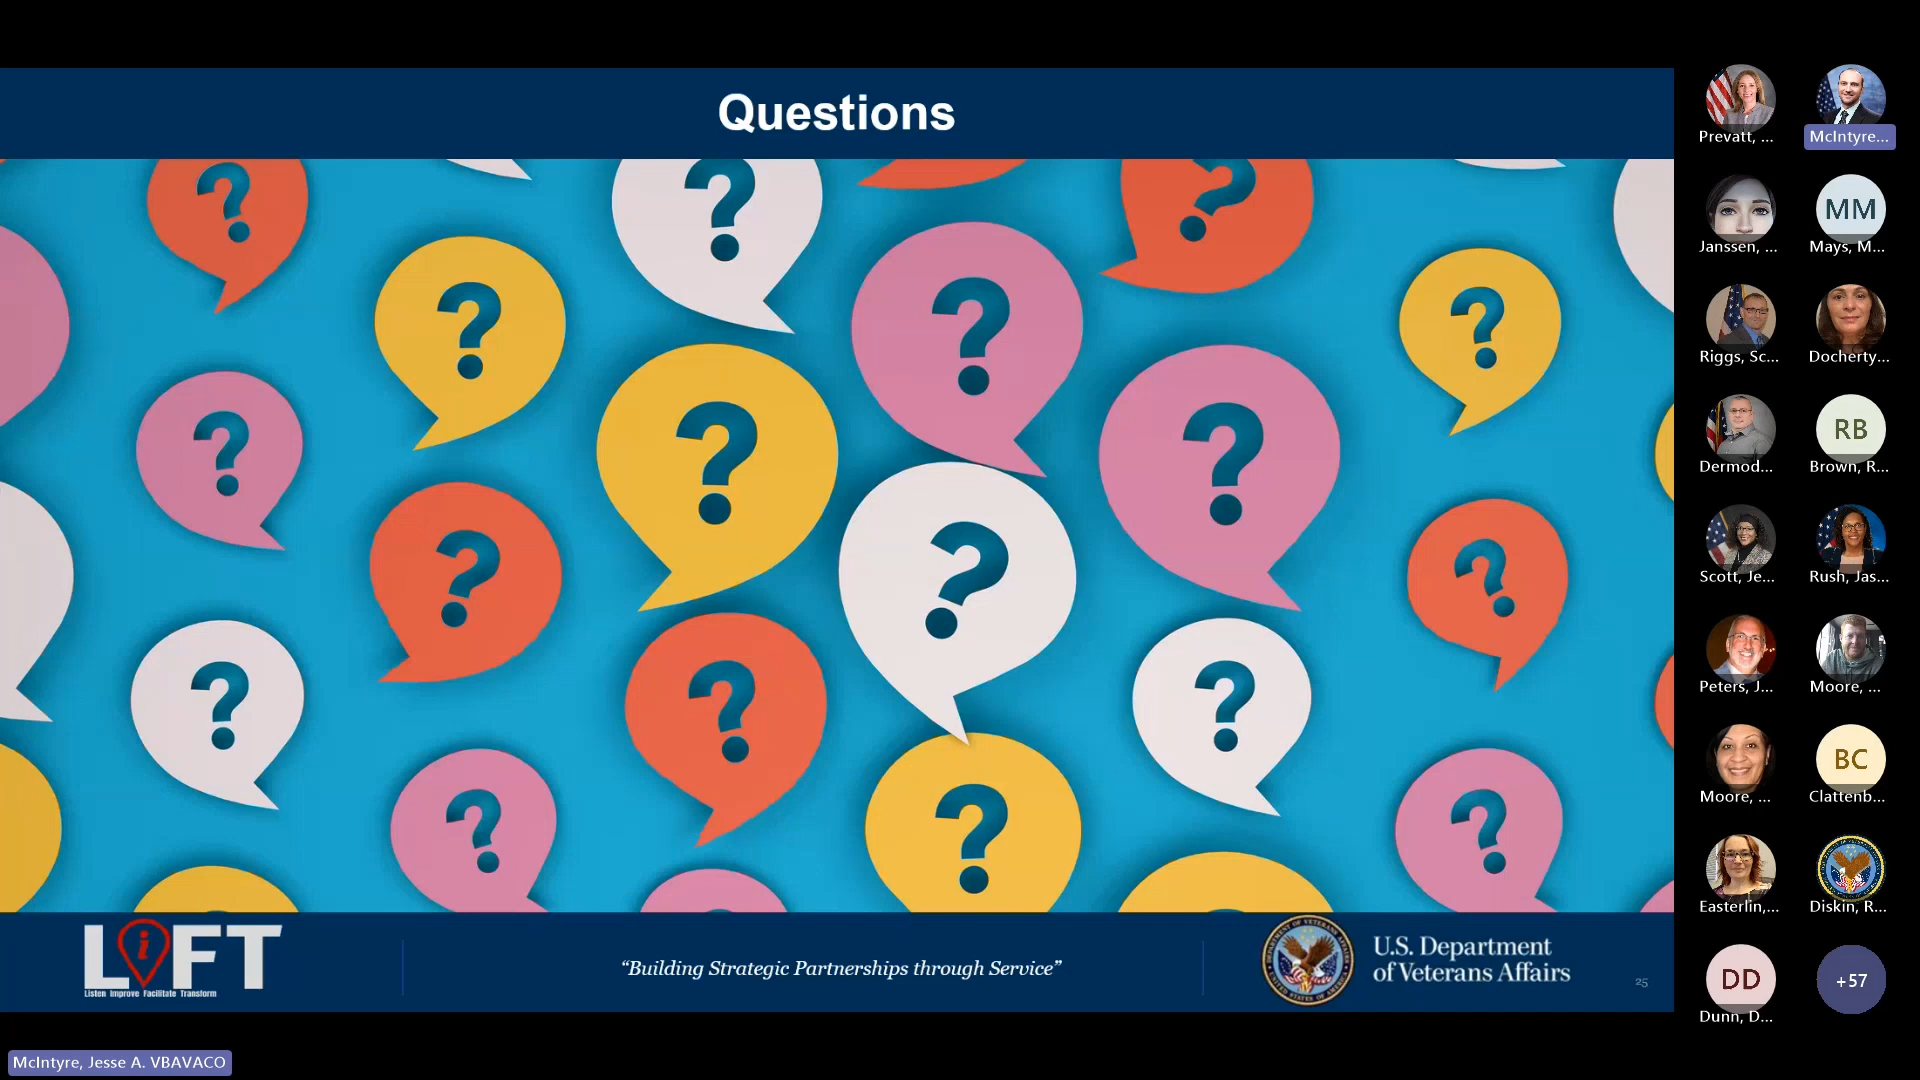 Questions
Prevatt, ...
McIntyre...
Janssen, ...
MM
Mays, M...
Riggs, Sc...
Docherty...
Dermod...
RB
Brown, R...
Scott, Je...
Rush, Jas...
Peters, J...
Moore, ...
Moore, ...
BC
Clattenb...
Easterlin,...
Diskin, R...
DD
Dunn, D...
+57
LiFT
Listen Improve Facilitate Transform
“Building Strategic Partnerships through Service”
U.S. Department
of Veterans Affairs
25
McIntyre, Jesse A. VBAVACO